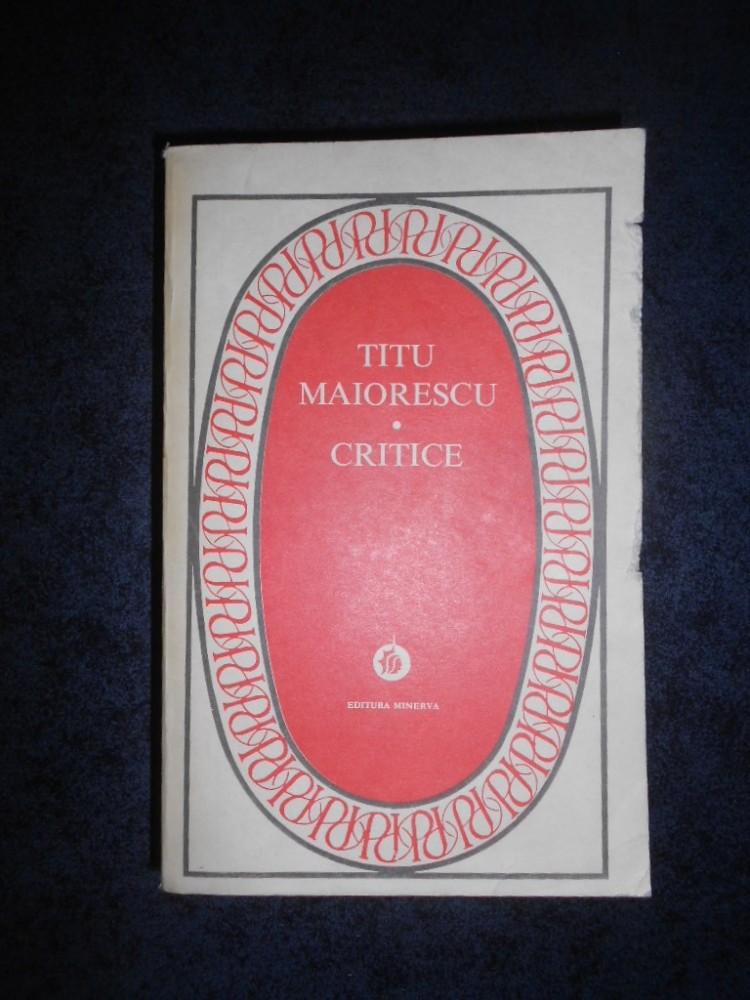 TITU
MAIORESCU
•
CRITICE
EDITURA MINERVA